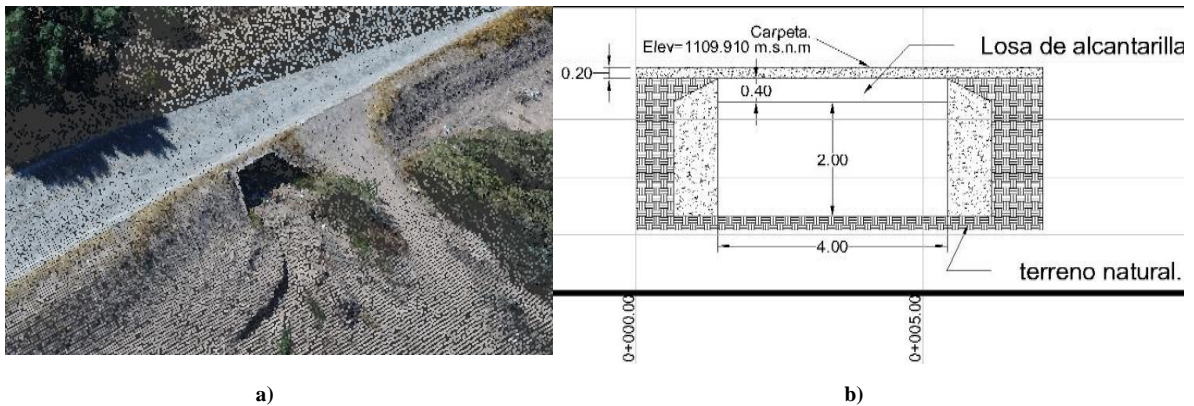 Carpeta.
Elev=1109.910 m.s.n.m
Losa de alcantarilla
0.20
0.40
2.00
4.00
terreno natural.
0+000.00
0+005.00
a)
b)